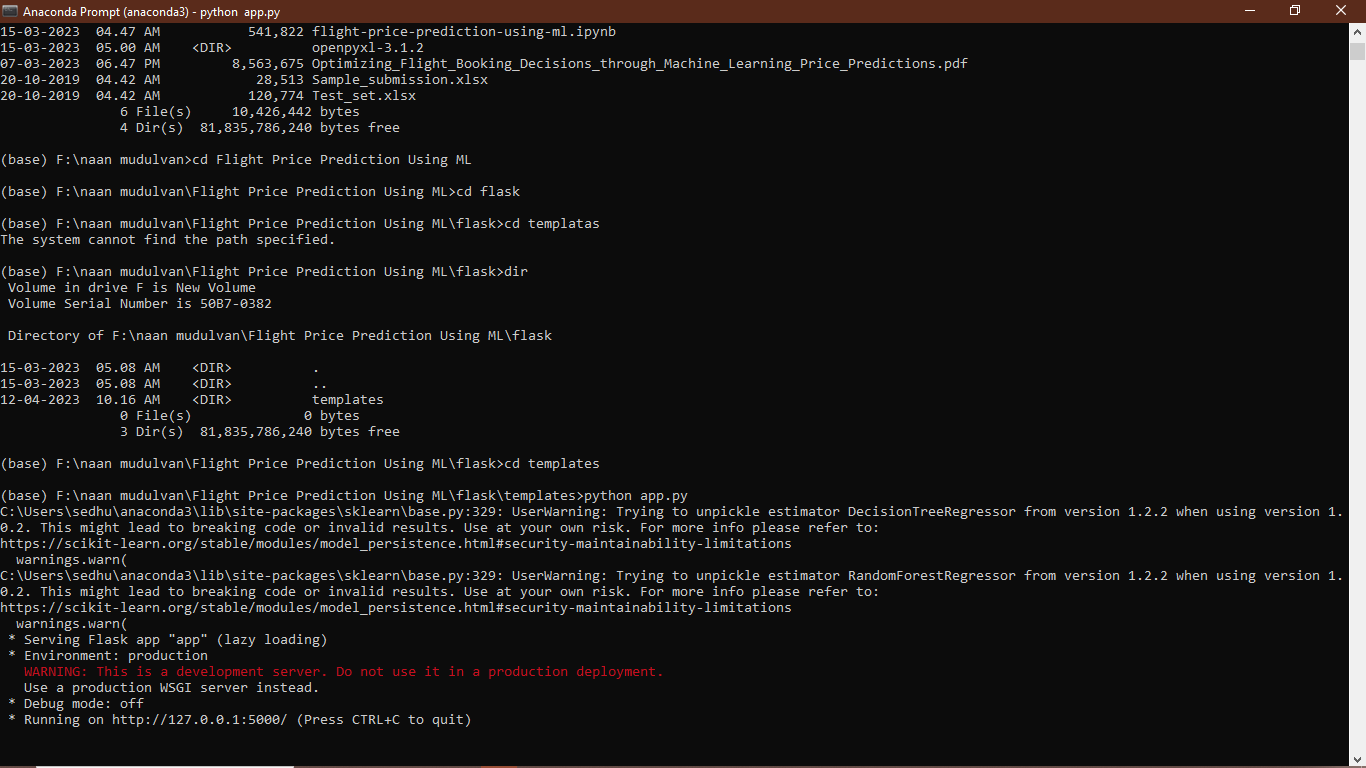 Anaconda Prompt (anaconda3) - python  app.py
15-03-2023  04.47 AM           541,822 flight-price-prediction-using-ml.ipynb
15-03-2023  05.00 AM    <DIR>          openpyxl-3.1.2
07-03-2023  06.47 PM         8,563,675 Optimizing_Flight_Booking_Decisions_through_Machine_Learning_Price_Predictions.pdf
20-10-2019  04.42 AM            28,513 Sample_submission.xlsx
20-10-2019  04.42 AM           120,774 Test_set.xlsx
               6 File(s)     10,426,442 bytes
               4 Dir(s)  81,835,786,240 bytes free
(base) F:\naan mudulvan>cd Flight Price Prediction Using ML
(base) F:\naan mudulvan\Flight Price Prediction Using ML>cd flask
(base) F:\naan mudulvan\Flight Price Prediction Using ML\flask>cd templatas
The system cannot find the path specified.
(base) F:\naan mudulvan\Flight Price Prediction Using ML\flask>dir
 Volume in drive F is New Volume
 Volume Serial Number is 50B7-0382
 Directory of F:\naan mudulvan\Flight Price Prediction Using ML\flask
15-03-2023  05.08 AM    <DIR>          .
15-03-2023  05.08 AM    <DIR>          ..
12-04-2023  10.16 AM    <DIR>          templates
               0 File(s)              0 bytes
               3 Dir(s)  81,835,786,240 bytes free
(base) F:\naan mudulvan\Flight Price Prediction Using ML\flask>cd templates
(base) F:\naan mudulvan\Flight Price Prediction Using ML\flask\templates>python app.py
C:\Users\sedhu\anaconda3\lib\site-packages\sklearn\base.py:329: UserWarning: Trying to unpickle estimator DecisionTreeRegressor from version 1.2.2 when using version 1.
0.2. This might lead to breaking code or invalid results. Use at your own risk. For more info please refer to:
https://scikit-learn.org/stable/modules/model_persistence.html#security-maintainability-limitations
  warnings.warn(
C:\Users\sedhu\anaconda3\lib\site-packages\sklearn\base.py:329: UserWarning: Trying to unpickle estimator RandomForestRegressor from version 1.2.2 when using version 1.
0.2. This might lead to breaking code or invalid results. Use at your own risk. For more info please refer to:
https://scikit-learn.org/stable/modules/model_persistence.html#security-maintainability-limitations
  warnings.warn(
 * Serving Flask app "app" (lazy loading)
 * Environment: production
   WARNING: This is a development server. Do not use it in a production deployment.
   Use a production WSGI server instead.
 * Debug mode: off
 * Running on http://127.0.0.1:5000/ (Press CTRL+C to quit)